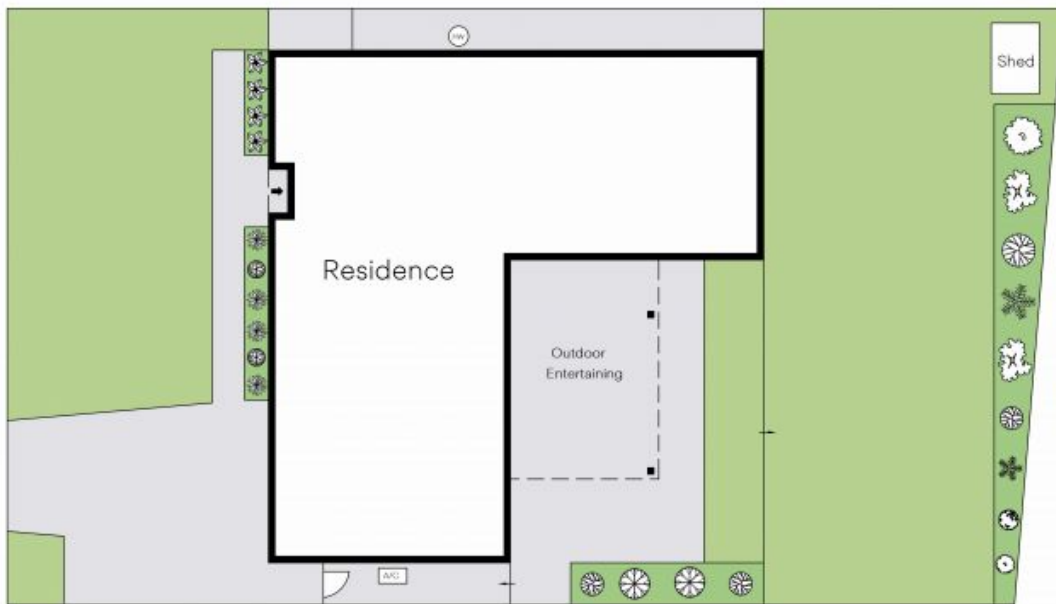 HW
Shed
Residence
Outdoor
Entertaining
A/C